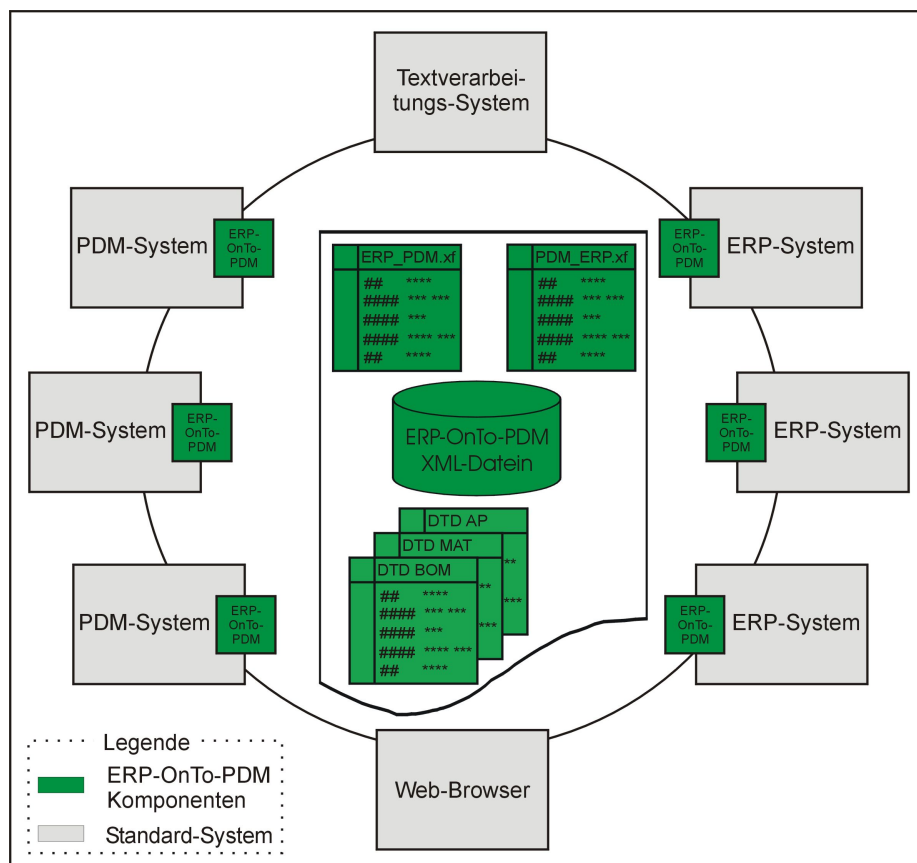 Textverarbei-
tungs-System
PDM-System
ERP-
OnTo-
PDM
ERP-
OnTo-
PDM
ERP-System
ERP_PDM.xf
## ****
#### *** ***
#### ***
#### **** ***
## ****
PDM_ERP.xf
## ****
#### *** ***
#### ***
#### **** ***
## ****
PDM-System
ERP-
OnTo-
PDM
ERP-OnTo-PDM
XML-Datein
ERP-
OnTo-
PDM
ERP-System
DTD AP
**
***
DTD MAT
**
***
DTD BOM
## ****
#### *** ***
#### ***
#### **** ***
## ****
PDM-System
ERP-
OnTo-
PDM
ERP-
OnTo-
PDM
ERP-System
Web-Browser
Legende
ERP-OnTo-PDM
Komponenten
Standard-System